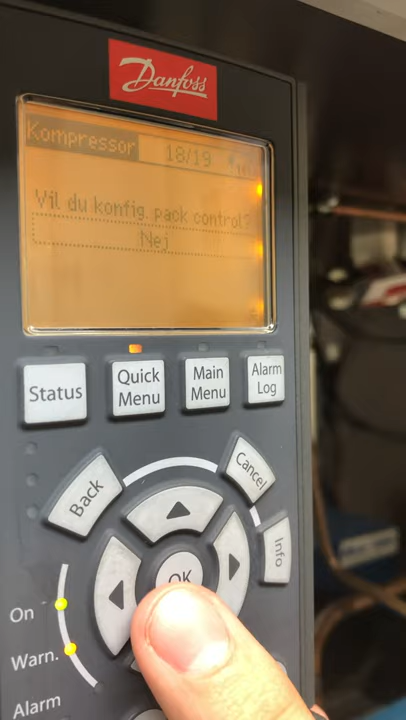 Danfoss
Kompressor 18/19
Vil du konfig. pack control?
Nej
Status
Quick
Menu
Main
Menu
Alarm
Log
Back
Cancel
Info
OK
On
Warn.
Alarm